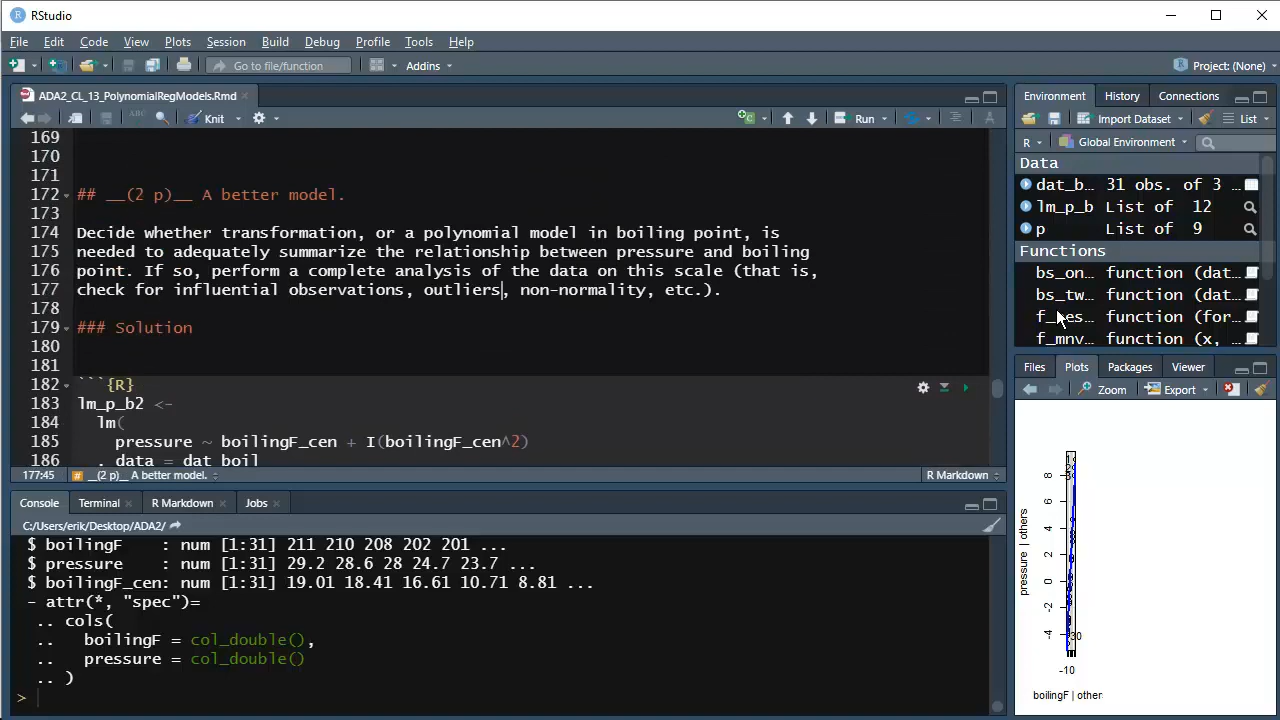 RStudio
File Edit Code View Plots Session Build Debug Profile Tools Help
Go to file/function Addins Project: (None)
ADA2_CL_13_PolynomialRegModels.Rmd
ABC Knit Run
169
170
171
172 ## __(2 p)__ A better model.
173
174 Decide whether transformation, or a polynomial model in boiling point, is
175 needed to adequately summarize the relationship between pressure and boiling
176 point. If so, perform a complete analysis of the data on this scale (that is,
177 check for influential observations, outliers, non-normality, etc.).
178
179 ### Solution
180
181
182 ```{R}
183 lm_p_b2 <-
184 lm(
185 pressure ~ boilingF_cen + I(boilingF_cen^2)
186 , data = dat_boil
177:45 # __(2 p)__ A better model. R Markdown
Console Terminal R Markdown Jobs
C:/Users/erik/Desktop/ADA2/
$ boilingF : num [1:31] 211 210 208 202 201 ...
$ pressure : num [1:31] 29.2 28.6 28 24.7 23.7 ...
$ boilingF_cen: num [1:31] 19.01 18.41 16.61 10.71 8.81 ...
- attr(*, "spec")=
.. cols(
.. boilingF = col_double(),
.. pressure = col_double()
.. )
>
Environment History Connections
Import Dataset List
R Global Environment
Data
dat_b… 31 obs. of 3 …
lm_p_b List of 12
p List of 9
Functions
bs_on… function (dat…
bs_tw… function (dat…
f_ function (for…
f_mnv… function (x, …
Files Plots Packages Viewer
Zoom Export
pressure | others
8
6
4
2
0
-2
-4
30
-10
boilingF | other